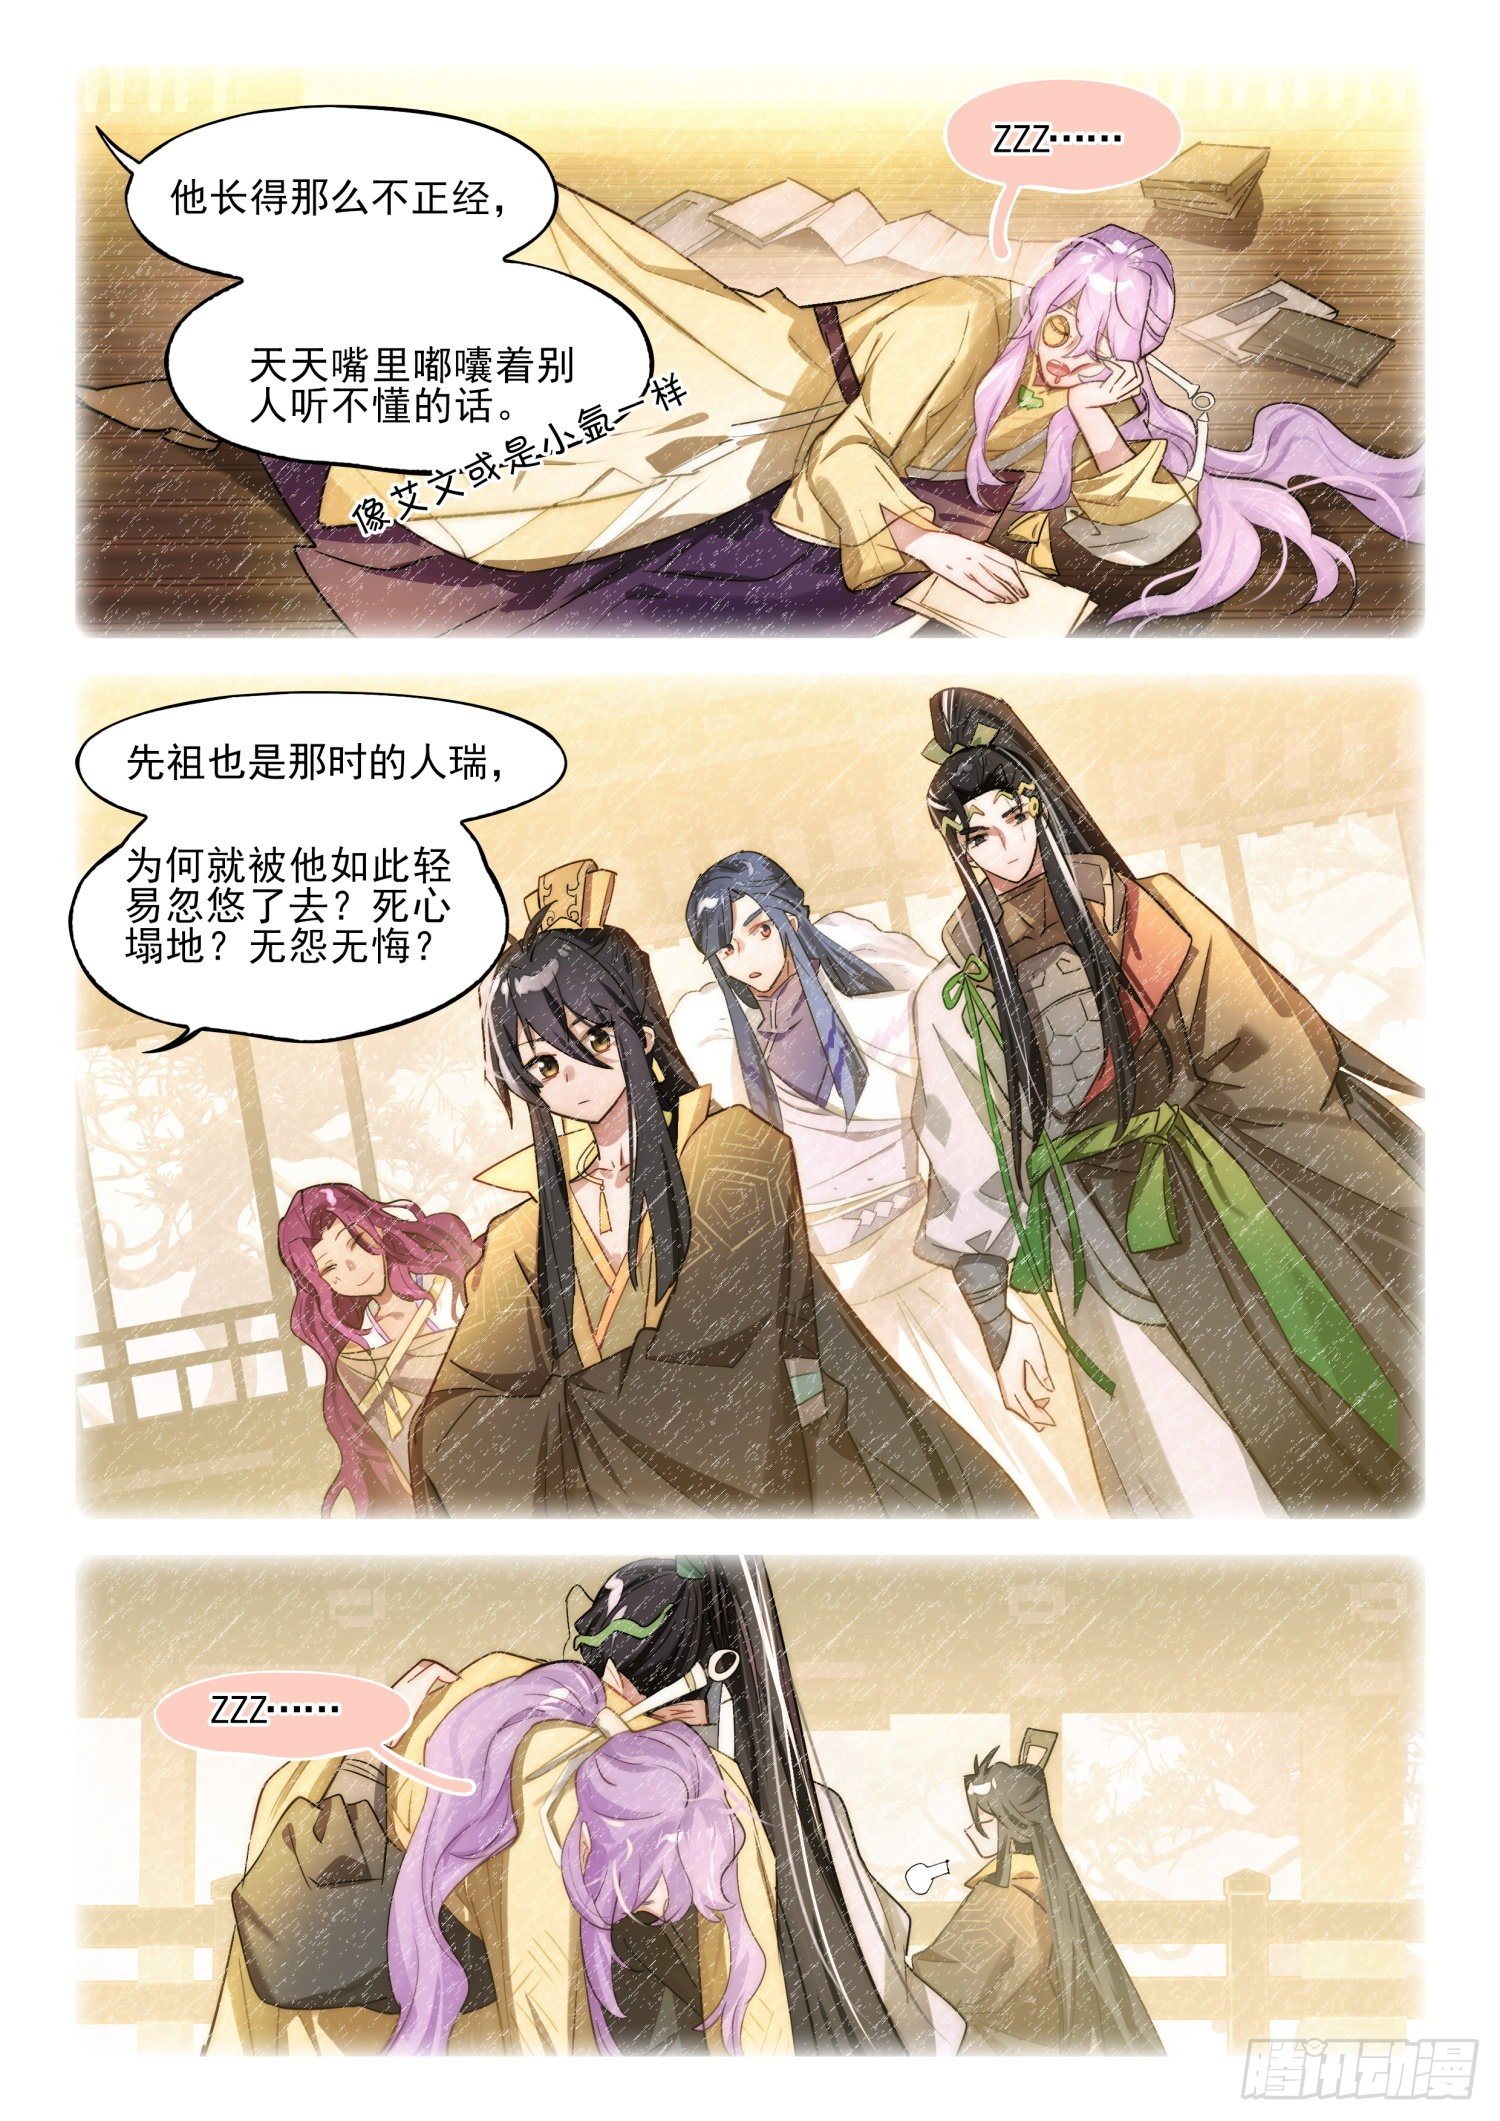 ZZZ……
他长得那么不正经，
天天嘴里嘟囔着别
人听不懂的话。
像艾文或是小氩一样
先祖也是那时的人瑞，
为何就被他如此轻
易忽悠了去？死心
塌地？无怨无悔？
ZZZ……
腾讯动漫